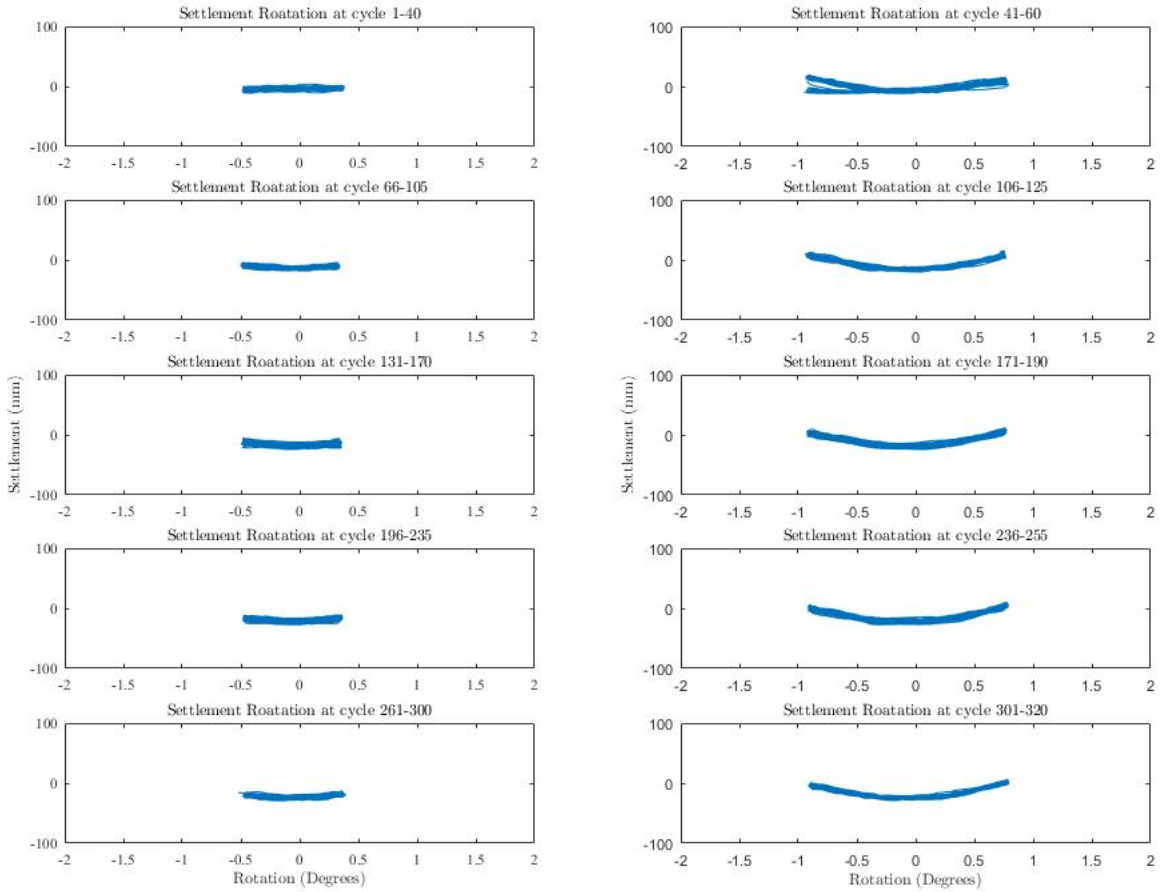 Settlement Roatation at cycle 1-40
100
0
-100
-2 -1.5 -1 -0.5 0 0.5 1 1.5 2
Settlement Roatation at cycle 41-60
100
0
-100
-2 -1.5 -1 -0.5 0 0.5 1 1.5 2
Settlement Roatation at cycle 66-105
100
0
-100
-2 -1.5 -1 -0.5 0 0.5 1 1.5 2
Settlement Roatation at cycle 106-125
100
0
-100
-2 -1.5 -1 -0.5 0 0.5 1 1.5 2
Settlement Roatation at cycle 131-170
100
0
-100
Settlement (mm)
-2 -1.5 -1 -0.5 0 0.5 1 1.5 2
Settlement Roatation at cycle 171-190
100
0
-100
Settlement (mm)
-2 -1.5 -1 -0.5 0 0.5 1 1.5 2
Settlement Roatation at cycle 196-235
100
0
-100
-2 -1.5 -1 -0.5 0 0.5 1 1.5 2
Settlement Roatation at cycle 236-255
100
0
-100
-2 -1.5 -1 -0.5 0 0.5 1 1.5 2
Settlement Roatation at cycle 261-300
100
0
-100
-2 -1.5 -1 -0.5 0 0.5 1 1.5 2
Rotation (Degrees)
Settlement Roatation at cycle 301-320
100
0
-100
-2 -1.5 -1 -0.5 0 0.5 1 1.5 2
Rotation (Degrees)